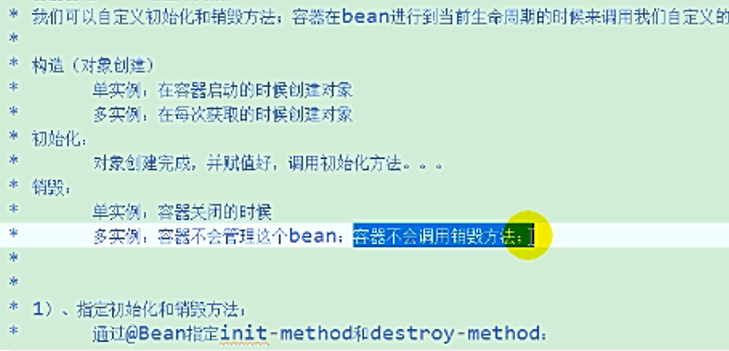 * 我们可以自定义初始化和销毁方法；容器在bean进行到当前生命周期的时候来调用我们自定义的
*
* 构造（对象创建）
* 单实例：在容器启动的时候创建对象
* 多实例：在每次获取的时候创建对象
* 初始化：
* 对象创建完成，并赋值好，调用初始化方法。。。
* 销毁：
* 单实例：容器关闭的时候
* 多实例：容器不会管理这个bean；容器不会调用销毁方法；
*
*
* 1）、指定初始化和销毁方法；
* 通过@Bean指定init-method和destroy-method；